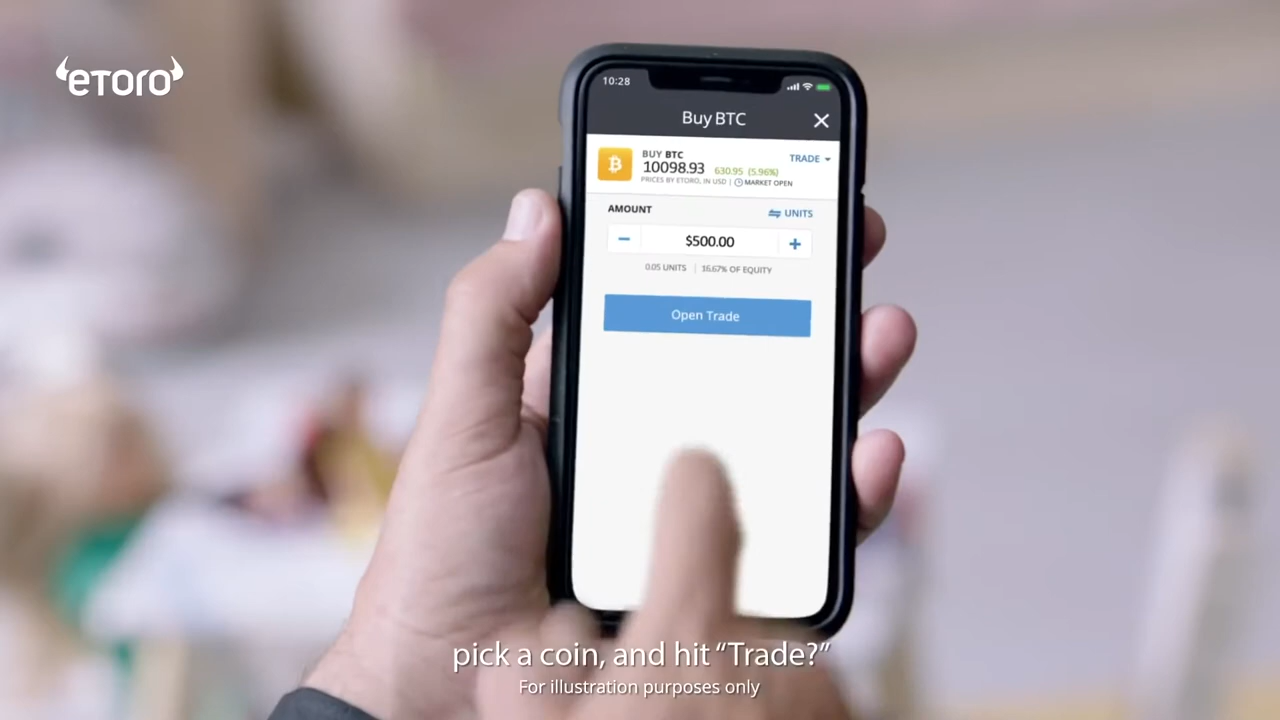 eToro
10:28
Buy BTC
BUY BTC
10098.93 630.95 (5.96%)
TRADE
PRICES BY ETORO, IN USD | MARKET OPEN
AMOUNT
UNITS
$500.00
0.05 UNITS | 16.67% OF EQUITY
Open Trade
pick a coin, and hit “Trade?”
For illustration purposes only